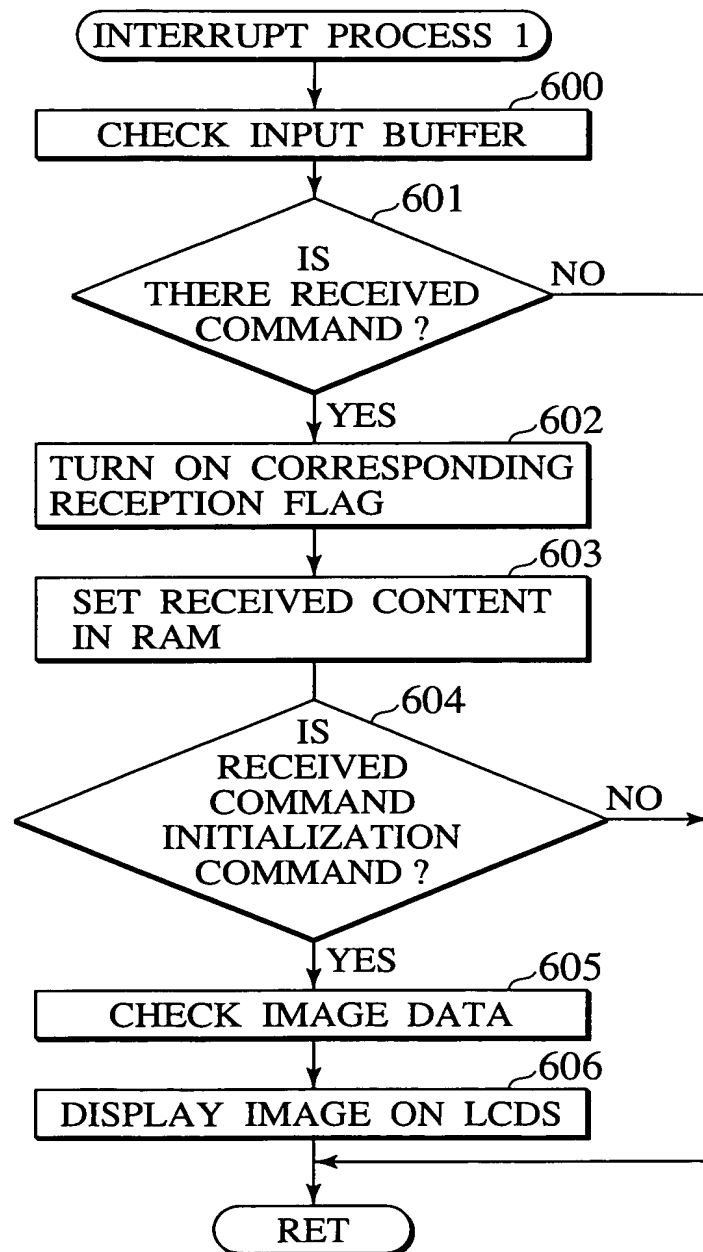 INTERRUPT PROCESS 1
600
CHECK INPUT BUFFER
601
IS
THERE RECEIVED
COMMAND ?
NO
YES
602
TURN ON CORRESPONDING
RECEPTION FLAG
603
SET RECEIVED CONTENT
IN RAM
604
IS
RECEIVED
COMMAND
INITIALIZATION
COMMAND ?
NO
YES
605
CHECK IMAGE DATA
606
DISPLAY IMAGE ON LCDS
RET